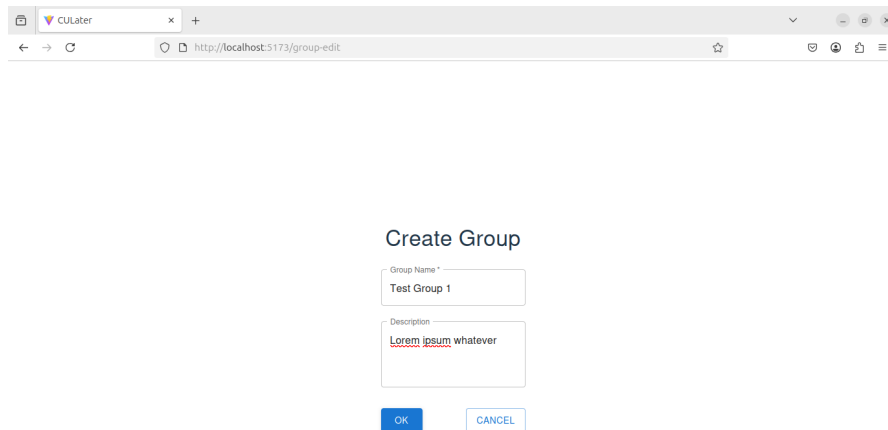 CULater
http://localhost:5173/group-edit
Create Group
Group Name *
Test Group 1
Description
Lorem ipsum whatever
OK CANCEL